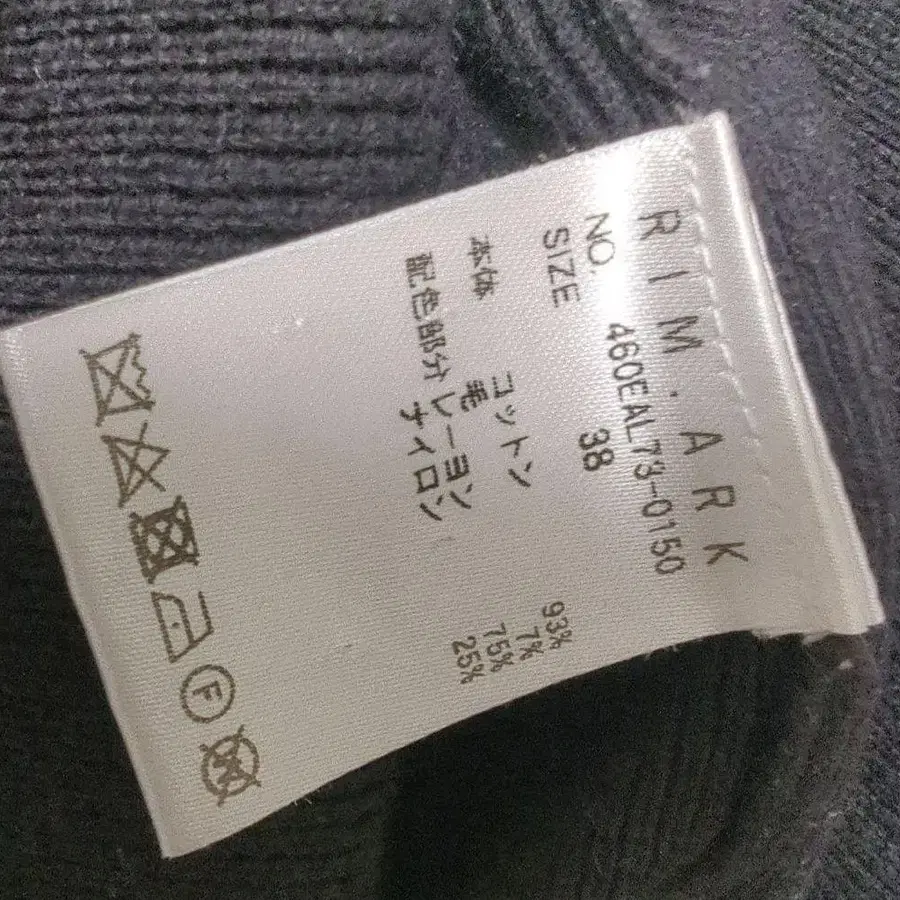 RIM.ARK
NO. 460EAL73-0150
SIZE 38
本体 コットン 93%
毛 7%
配色部分 レーヨン 75%
ナイロン 25%
F
W